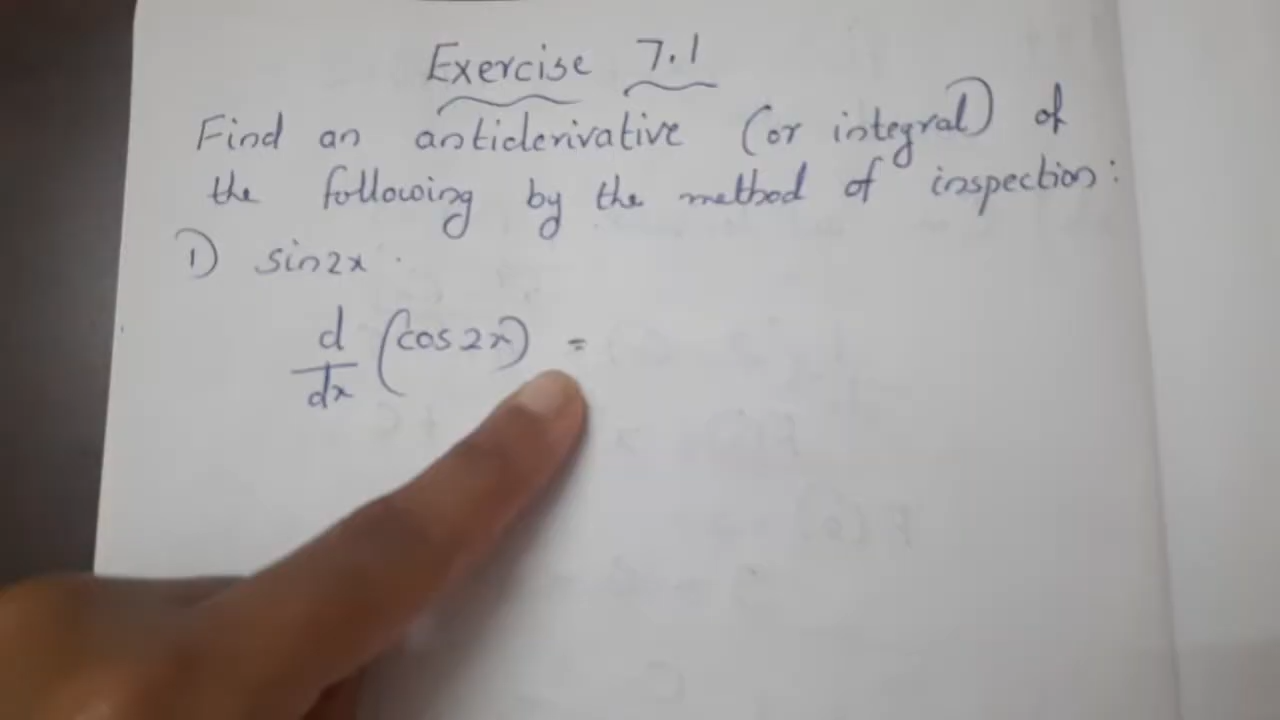 Exercise 7.1
Find an antiderivative (or integral) of
the following by the method of inspection:
1) sin2x.
d/dx (cos2x) =